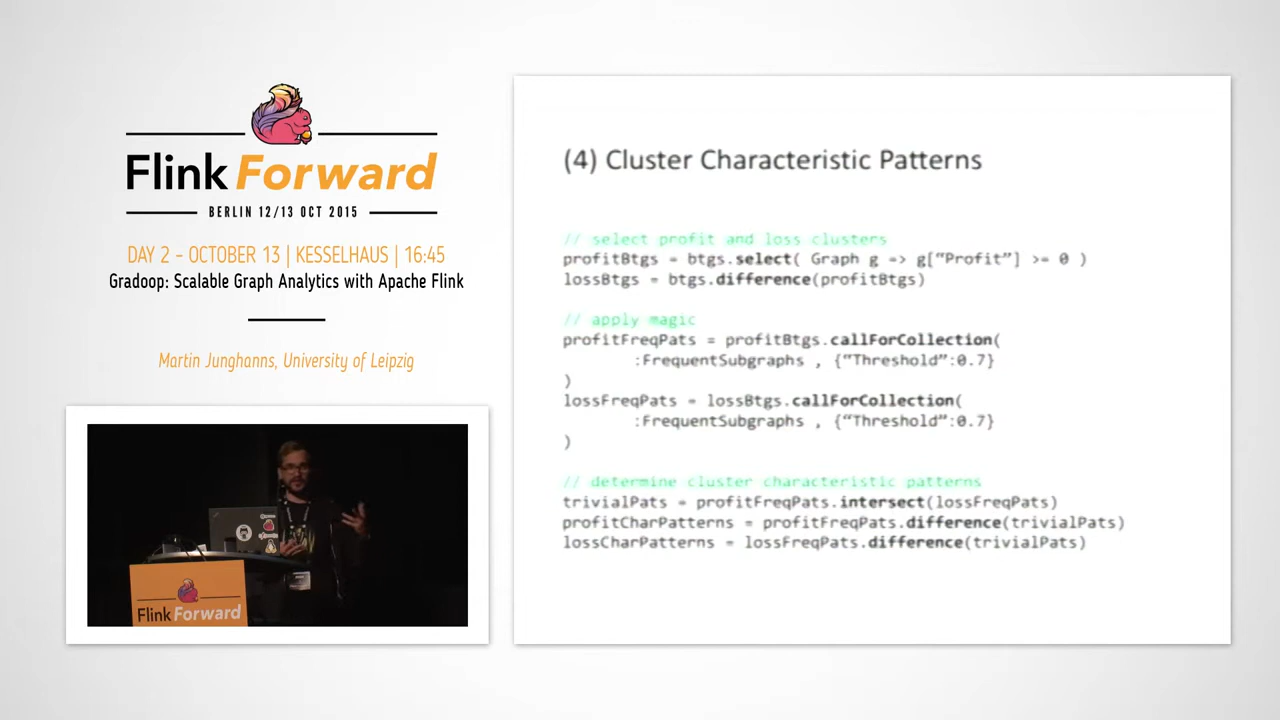 Flink Forward
BERLIN 12/13 OCT 2015
DAY 2 - OCTOBER 13 | KESSELHAUS | 16:45
Gradoop: Scalable Graph Analytics with Apache Flink
Martin Junghanns, University of Leipzig
Flink Forward
(4) Cluster Characteristic Patterns
// select profit and loss clusters
profitBtgs = btgs.select( Graph g => g[“Profit”] >= 0 )
lossBtgs = btgs.difference(profitBtgs)
// apply magic
profitFreqPats = profitBtgs.callForCollection(
:FrequentSubgraphs , {“Threshold”:0.7}
)
lossFreqPats = lossBtgs.callForCollection(
:FrequentSubgraphs , {“Threshold”:0.7}
)
// determine cluster characteristic patterns
trivialPats = profitFreqPats.intersect(lossFreqPats)
profitCharPatterns = profitFreqPats.difference(trivialPats)
lossCharPatterns = lossFreqPats.difference(trivialPats)